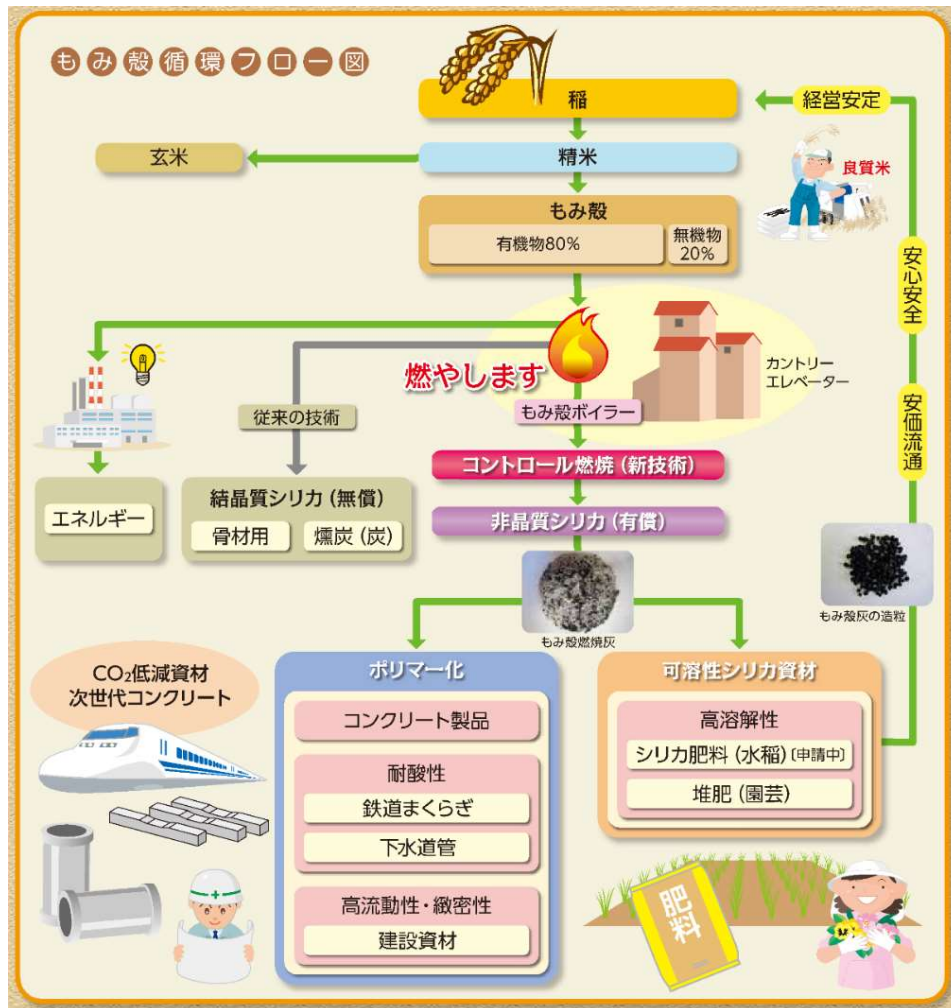 もみ殻循環フロー図
稲
経営安定
玄米
精米
良質米
もみ殻
有機物80%
無機物
20%
安心安全
燃やします
カントリー
エレベーター
従来の技術
もみ殻ボイラー
安価流通
コントロール燃焼(新技術)
エネルギー
結晶質シリカ(無償)
骨材用
燻炭(炭)
非晶質シリカ(有償)
もみ殻燃焼灰
もみ殻灰の造粒
CO₂低減資材
次世代コンクリート
ポリマー化
コンクリート製品
耐酸性
鉄道まくらぎ
下水道管
高流動性・緻密性
建設資材
可溶性シリカ資材
高溶解性
シリカ肥料(水稲)〔申請中〕
堆肥(園芸)
肥料